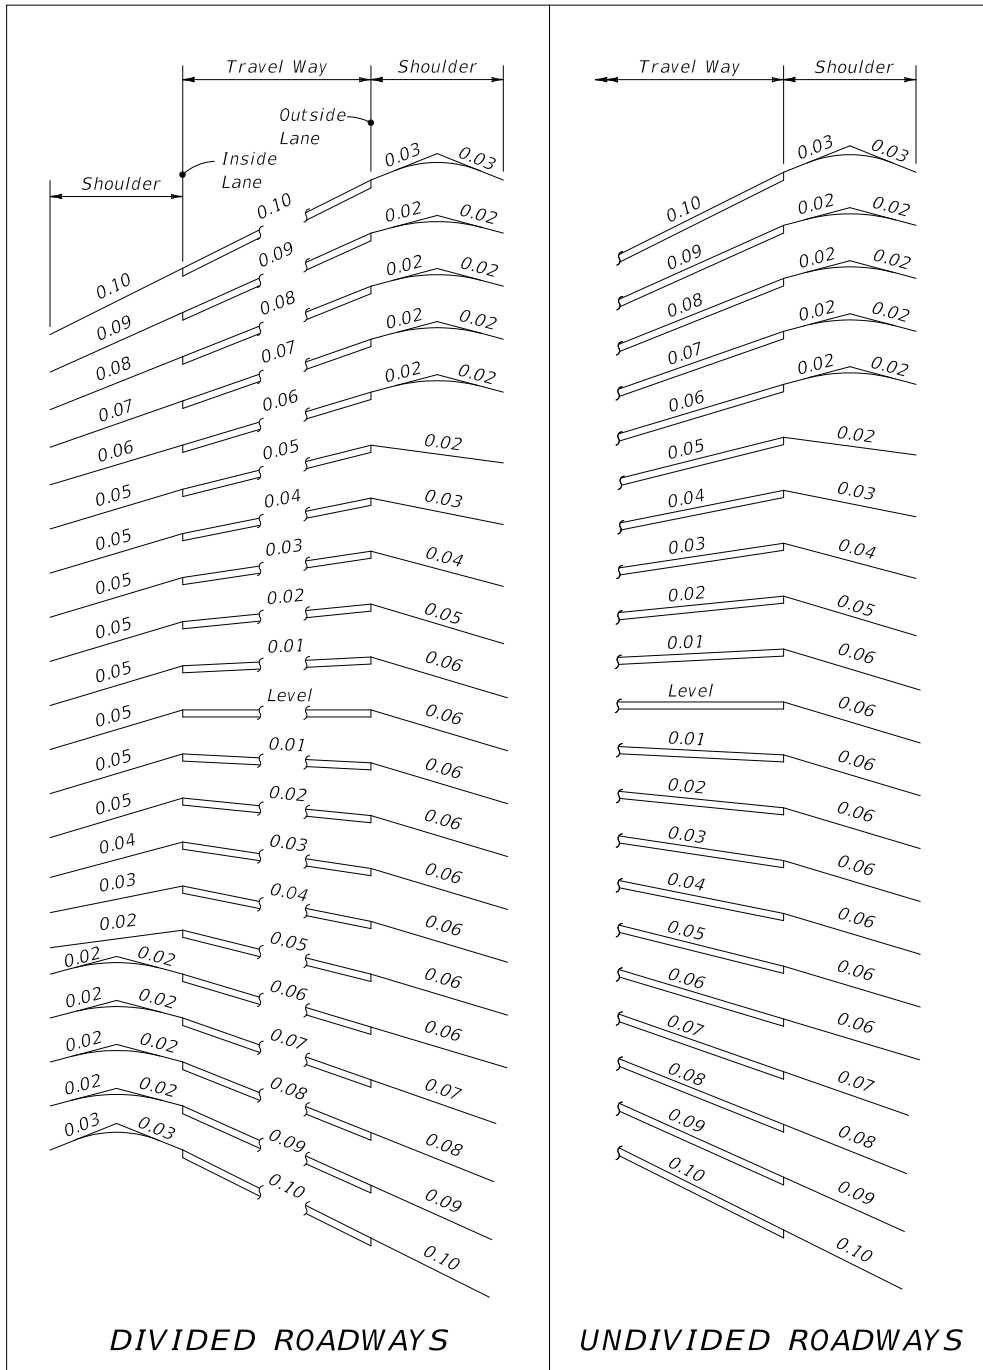 Travel Way Shoulder
Outside
Lane
Inside
Lane
Shoulder
0.10 0.10 0.03 0.03
0.09 0.09 0.02 0.02
0.08 0.08 0.02 0.02
0.07 0.07 0.02 0.02
0.06 0.06 0.02 0.02
0.05 0.05 0.02
0.05 0.04 0.03
0.05 0.03 0.04
0.05 0.02 0.05
0.05 0.01 0.06
0.05 Level 0.06
0.05 0.01 0.06
0.05 0.02 0.06
0.04 0.03 0.06
0.03 0.04 0.06
0.02 0.05 0.06
0.02 0.02 0.06 0.06
0.02 0.02 0.07 0.07
0.02 0.02 0.08 0.08
0.02 0.02 0.09 0.09
0.03 0.03 0.10 0.10
DIVIDED ROADWAYS
Travel Way Shoulder
0.10 0.03 0.03
0.09 0.02 0.02
0.08 0.02 0.02
0.07 0.02 0.02
0.06 0.02 0.02
0.05 0.02
0.04 0.03
0.03 0.04
0.02 0.05
0.01 0.06
Level 0.06
0.01 0.06
0.02 0.06
0.03 0.06
0.04 0.06
0.05 0.06
0.06 0.06
0.07 0.07
0.08 0.08
0.09 0.09
0.10 0.10
UNDIVIDED ROADWAYS